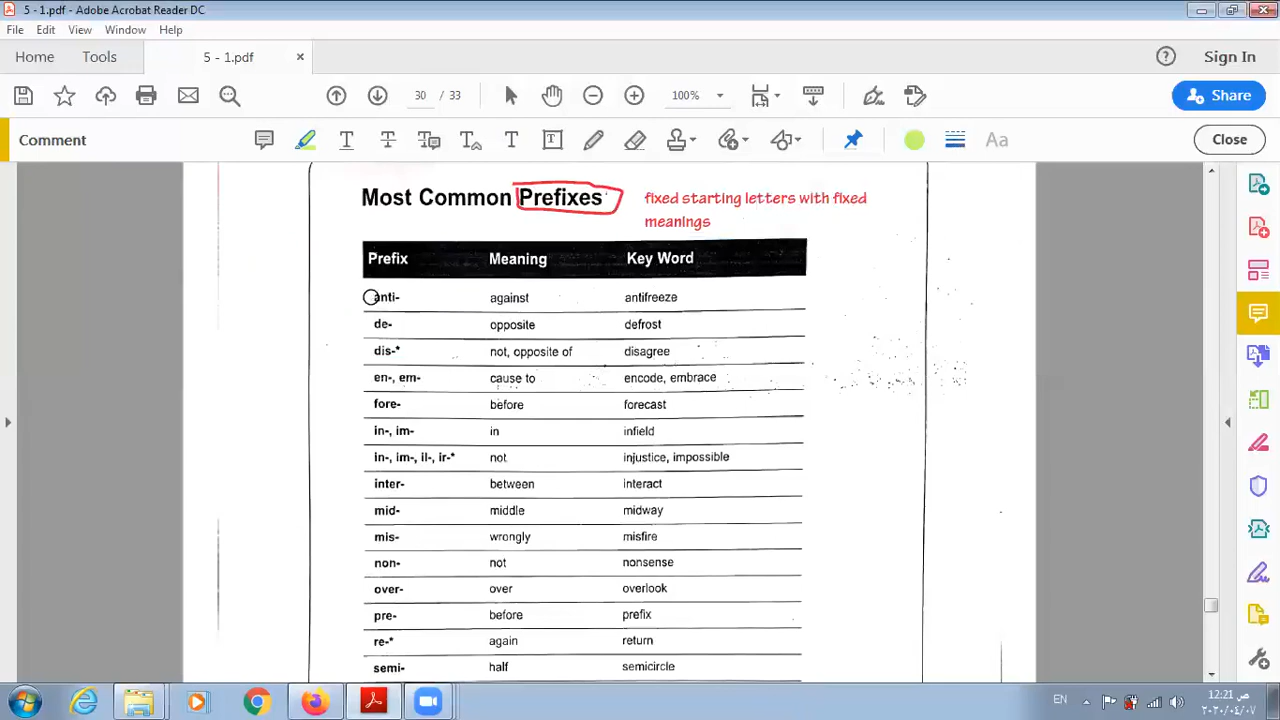 5 - 1.pdf - Adobe Acrobat Reader DC
File Edit View Window Help
Home Tools 5 - 1.pdf × Sign In
30 / 33 100% Share
Comment Close
Most Common Prefixes
fixed starting letters with fixed
meanings
Prefix Meaning Key Word
anti- against antifreeze
de- opposite defrost
dis-* not, opposite of disagree
en-, em- cause to encode, embrace
fore- before forecast
in-, im- in infield
in-, im-, il-, ir-* not injustice, impossible
inter- between interact
mid- middle midway
mis- wrongly misfire
non- not nonsense
over- over overlook
pre- before prefix
re-* again return
semi- half semicircle
EN 12:21 ص
٢٠٢٠/٠٤/٠٧